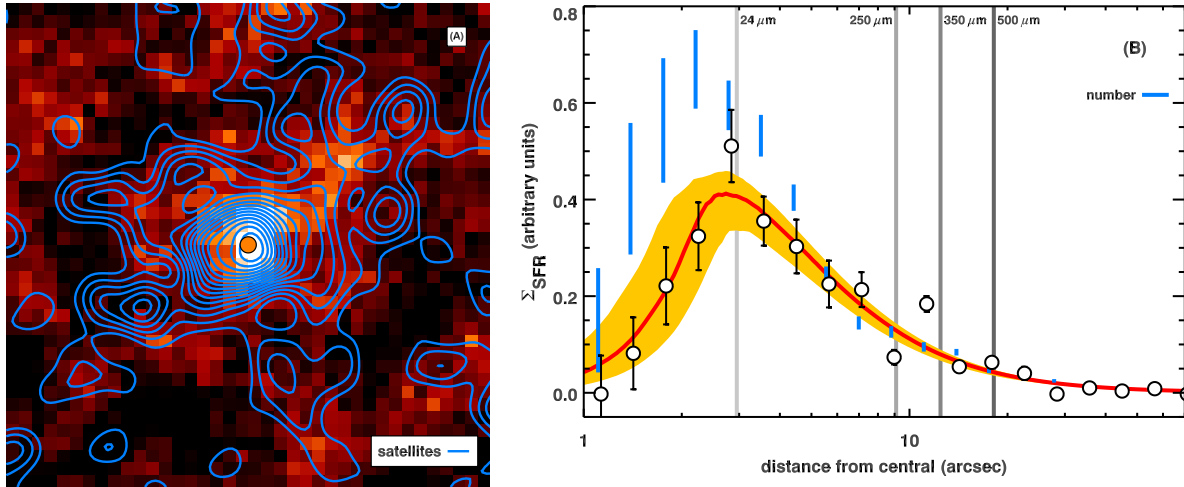 (A)
satellites
0.8
0.6
0.4
0.2
0.0
ΣSFR (arbitrary units)
24 μm
250 μm
350 μm
500 μm
(B)
number
1
10
distance from central (arcsec)